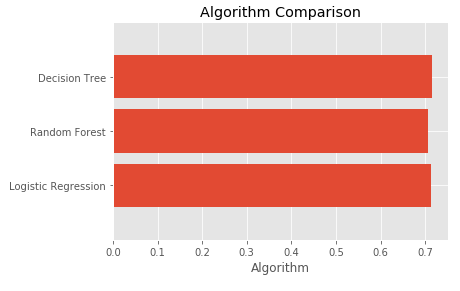 Algorithm Comparison
Decision Tree
Random Forest
Logistic Regression
0.0 0.1 0.2 0.3 0.4 0.5 0.6 0.7
Algorithm